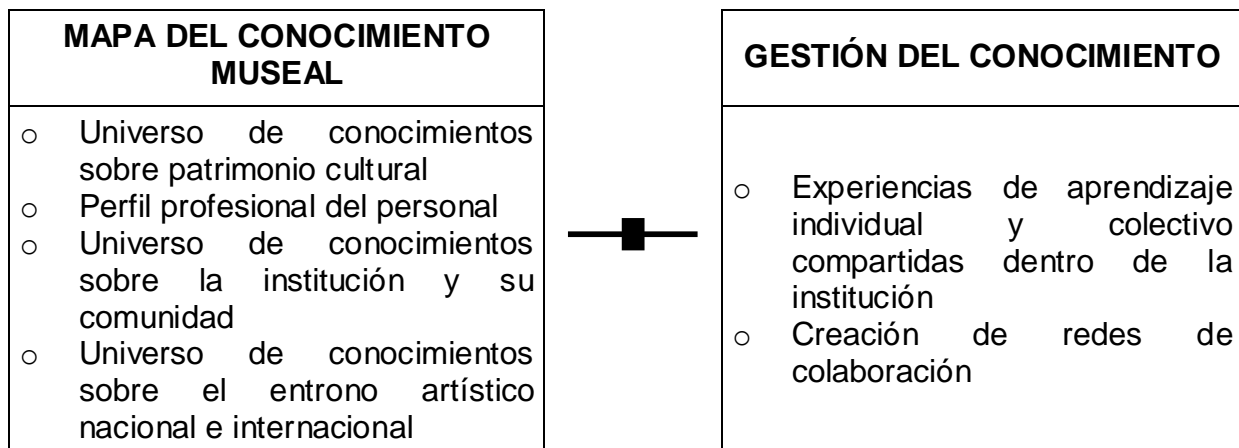 MAPA DEL CONOCIMIENTO
MUSEAL
o Universo de conocimientos
sobre patrimonio cultural
o Perfil profesional del personal
o Universo de conocimientos
sobre la institución y su
comunidad
o Universo de conocimientos
sobre el entrono artístico
nacional e internacional
GESTIÓN DEL CONOCIMIENTO
o Experiencias de aprendizaje
individual y colectivo
compartidas dentro de la
institución
o Creación de redes de
colaboración